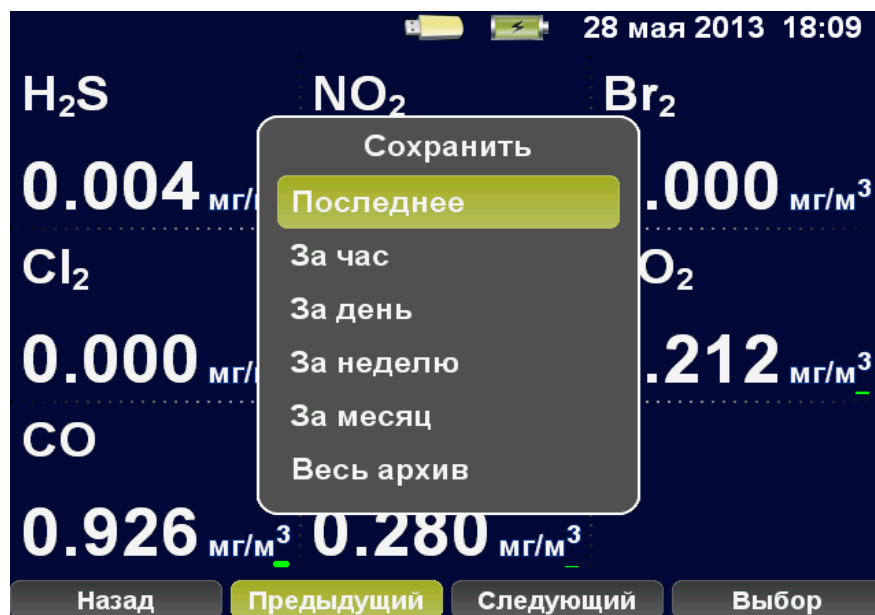 28 мая 2013 18:09
H₂S NO₂ Br₂
Сохранить
0.004 мг/ .000 мг/м³
Последнее
Cl₂ За час O₂
За день
0.000 мг/ За неделю .212 мг/м³
За месяц
CO
Весь архив
0.926 мг/м³ 0.280 мг/м³
Назад Предыдущий Следующий Выбор